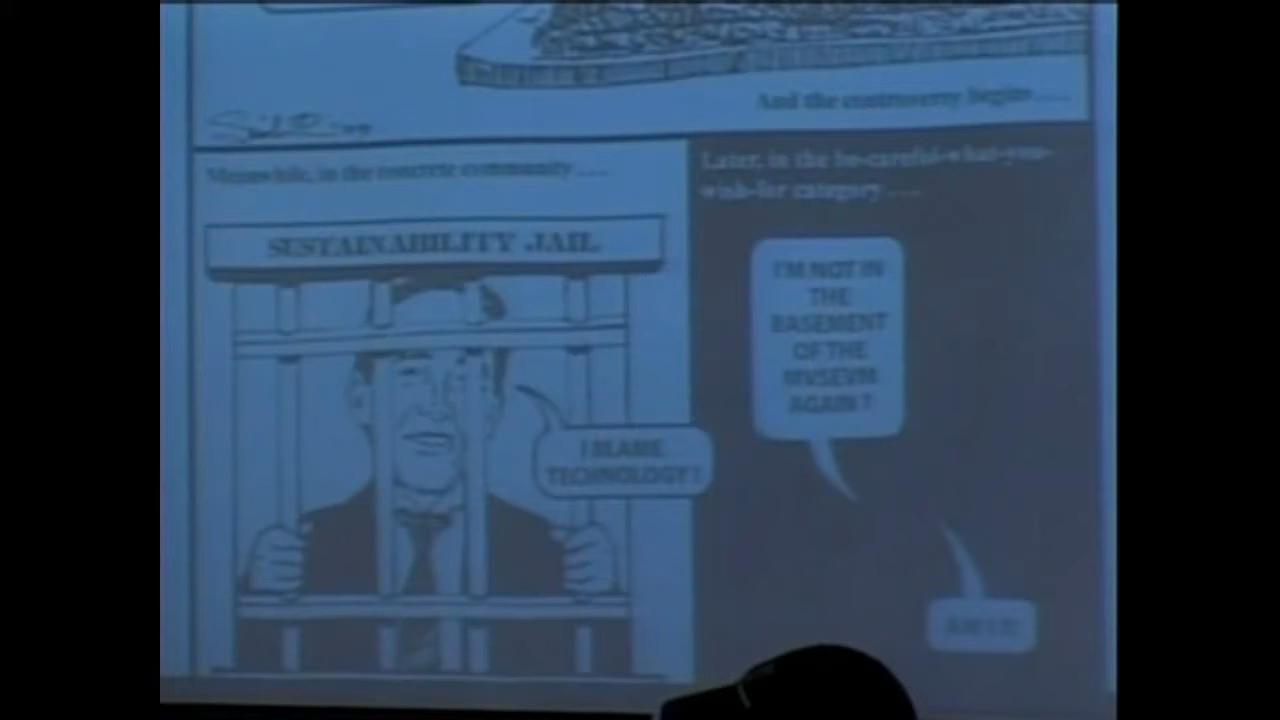 And the controversy begins.....
Meanwhile, in the concrete community.....
Later, in the be-careful-what-you-
wish-for category.....
SUSTAINABILITY JAIL
I'M NOT IN
THE
BASEMENT
OF THE
MVSEVM
AGAIN?
I BLAME
TECHNOLOGY!